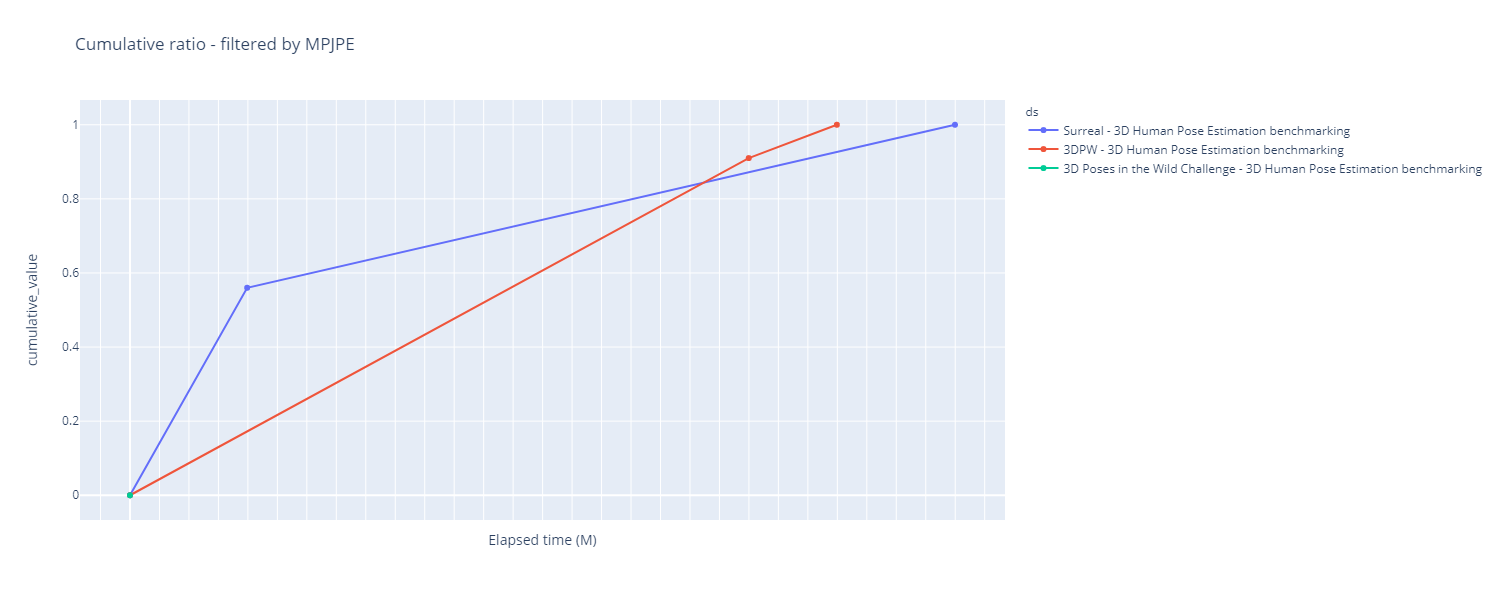 Cumulative ratio - filtered by MPJPE
ds
Surreal - 3D Human Pose Estimation benchmarking
3DPW - 3D Human Pose Estimation benchmarking
3D Poses in the Wild Challenge - 3D Human Pose Estimation benchmarking
1
0.8
0.6
0.4
0.2
0
cumulative_value
Elapsed time (M)